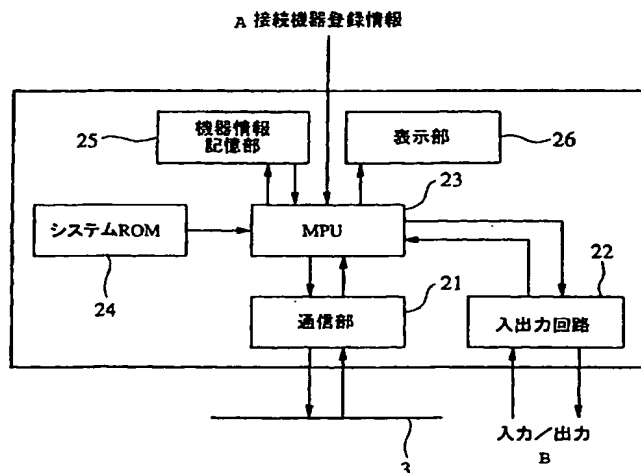 A 接続機器登録情報
25
機器情報
記憶部
表示部
26
23
システムROM
MPU
24
21
22
通信部
入出力回路
3
入力／出力
B